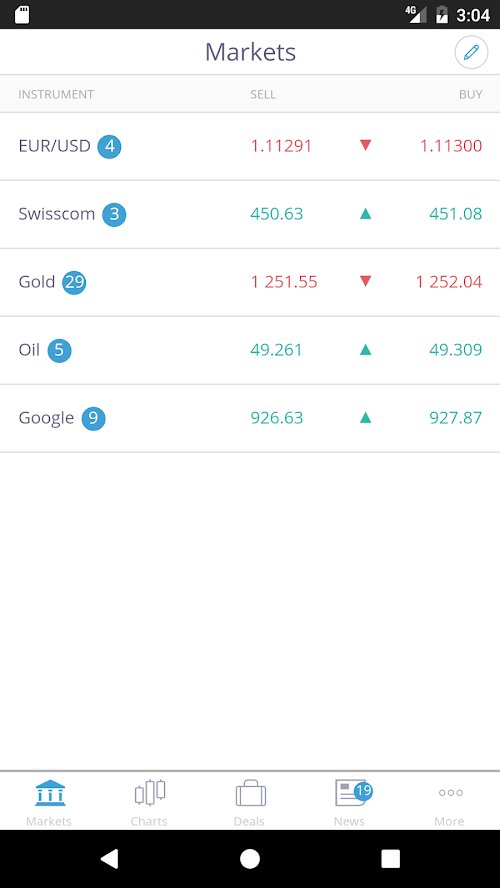 4G 3:04
Markets
INSTRUMENT SELL BUY
EUR/USD 4 1.11291 ▼ 1.11300
Swisscom 3 450.63 ▲ 451.08
Gold 29 1 251.55 ▼ 1 252.04
Oil 5 49.261 ▲ 49.309
Google 9 926.63 ▲ 927.87
19
Markets Charts Deals News More